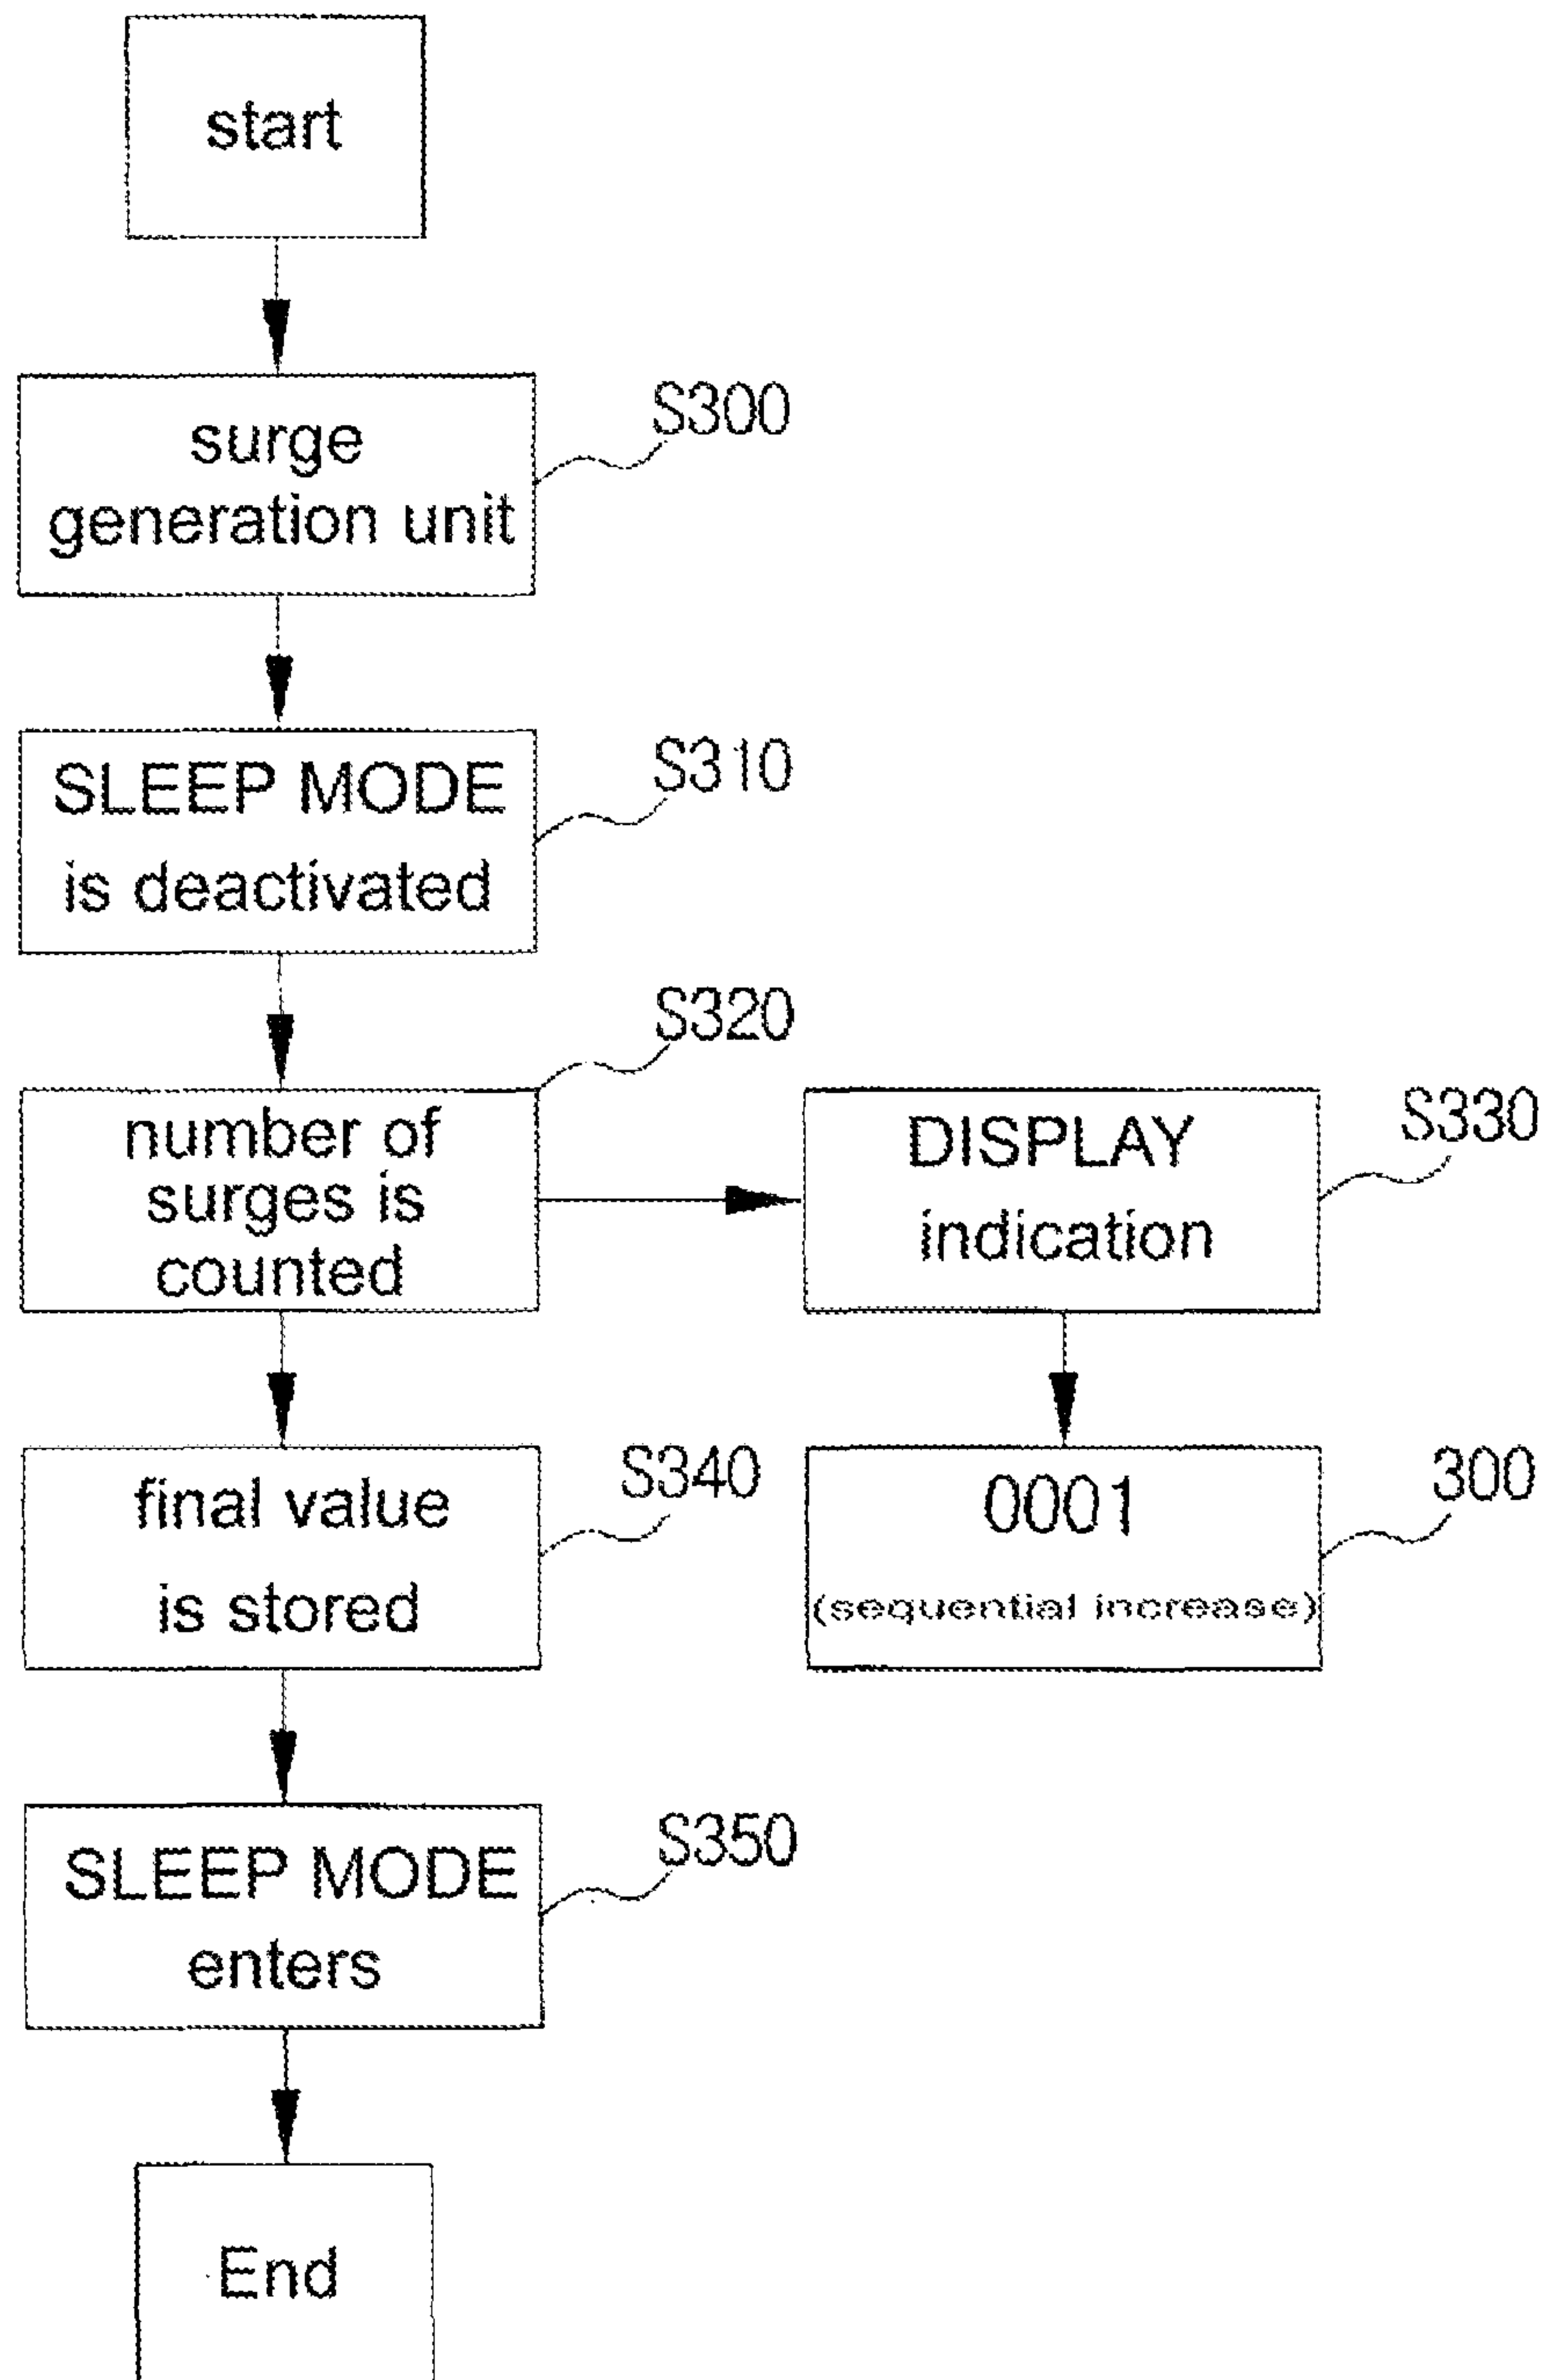 start
surge
generation unit
S300
SLEEP MODE
is deactivated
S310
number of
surges is
counted
S320
DISPLAY
indication
S330
0001
(sequential increase)
300
final value
is stored
S340
SLEEP MODE
enters
S350
End